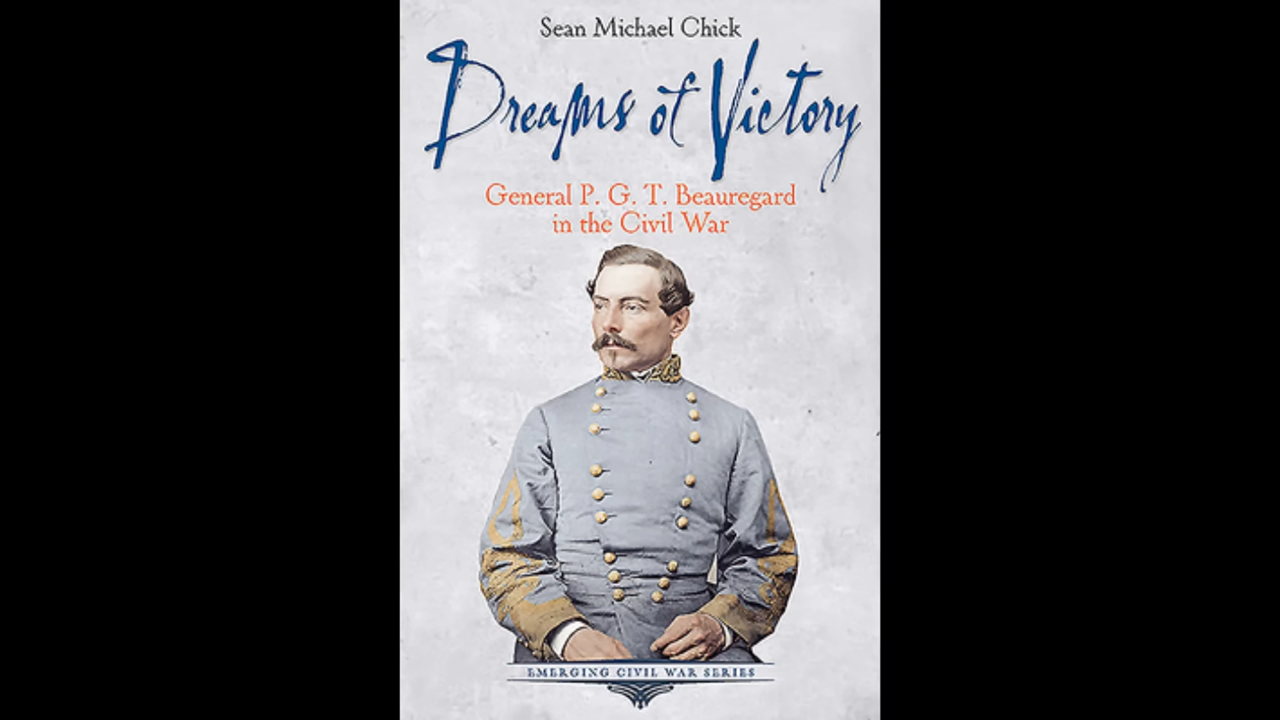 Sean Michael Chick
Dreams of Victory
General P. G. T. Beauregard
in the Civil War
EMERGING CIVIL WAR SERIES